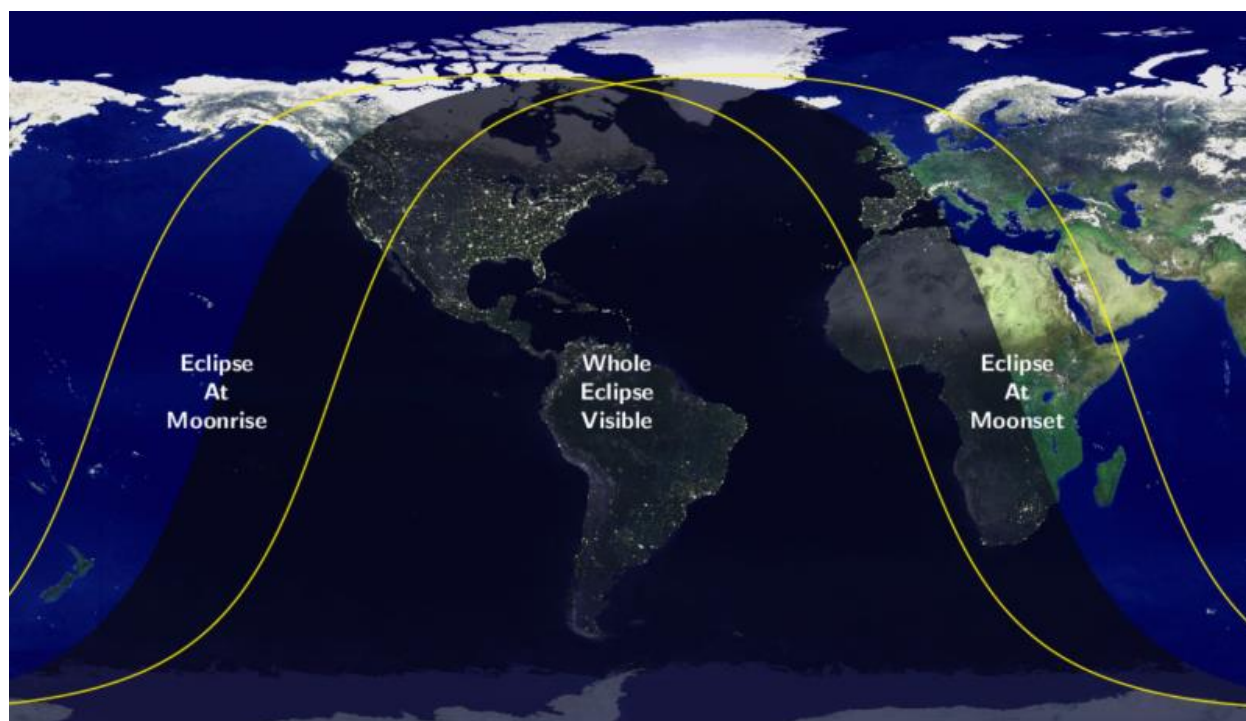 Eclipse
At
Moonrise
Whole
Eclipse
Visible
Eclipse
At
Moonset